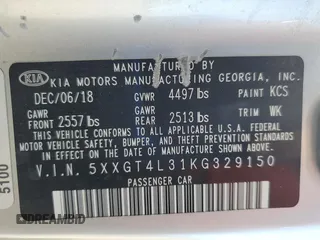 MANUFACTURED BY
KIA KIA MOTORS MANUFACTURING GEORGIA, INC.
DEC/06/18 GVWR 4497 lbs PAINT KCS
GAWR FRONT 2557 lbs GAWR REAR 2513 lbs TRIM WK
THIS VEHICLE CONFORMS TO ALL APPLICABLE
FEDERAL MOTOR VEHICLE SAFETY, BUMPER, AND
THEFT PREVENTION STANDARDS IN EFFECT ON
THE DATE OF MANUFACTURE SHOWN ABOVE.
V.I.N. 5XXGT4L31KG329150
PASSENGER CAR
5100
AUTOBIDMASTER